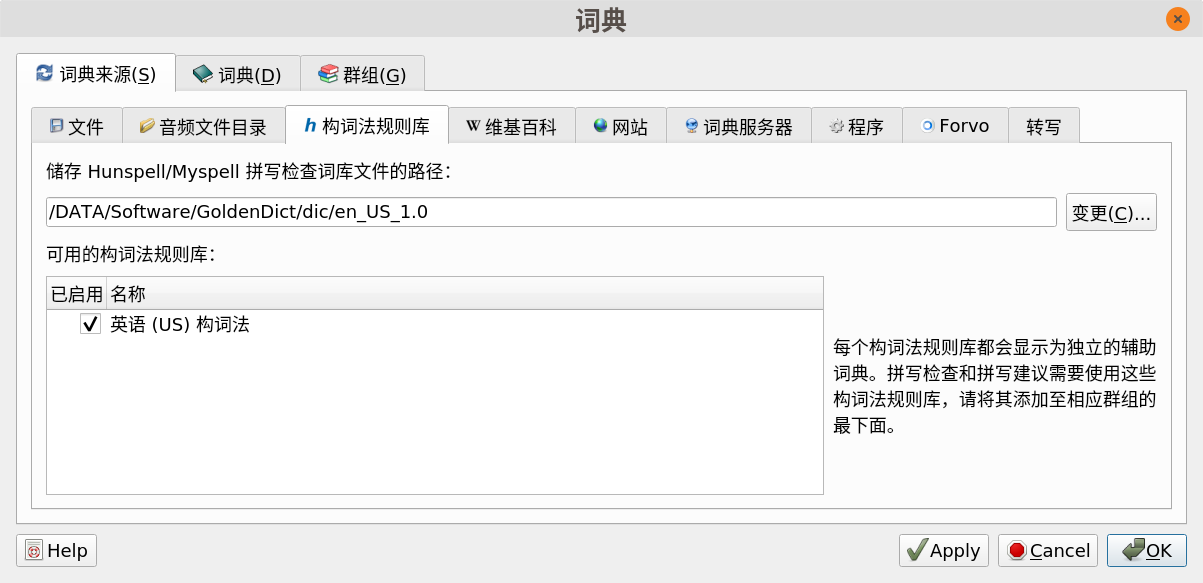 词典
词典来源(S) 词典(D) 群组(G)
文件 音频文件目录 h 构词法规则库 W 维基百科 网站 词典服务器 程序 Forvo 转写
储存 Hunspell/Myspell 拼写检查词库文件的路径：
/DATA/Software/GoldenDict/dic/en_US_1.0 变更(C)...
可用的构词法规则库：
已启用 名称
英语 (US) 构词法
每个构词法规则库都会显示为独立的辅助
词典。拼写检查和拼写建议需要使用这些
构词法规则库，请将其添加至相应群组的
最下面。
Help Apply Cancel OK